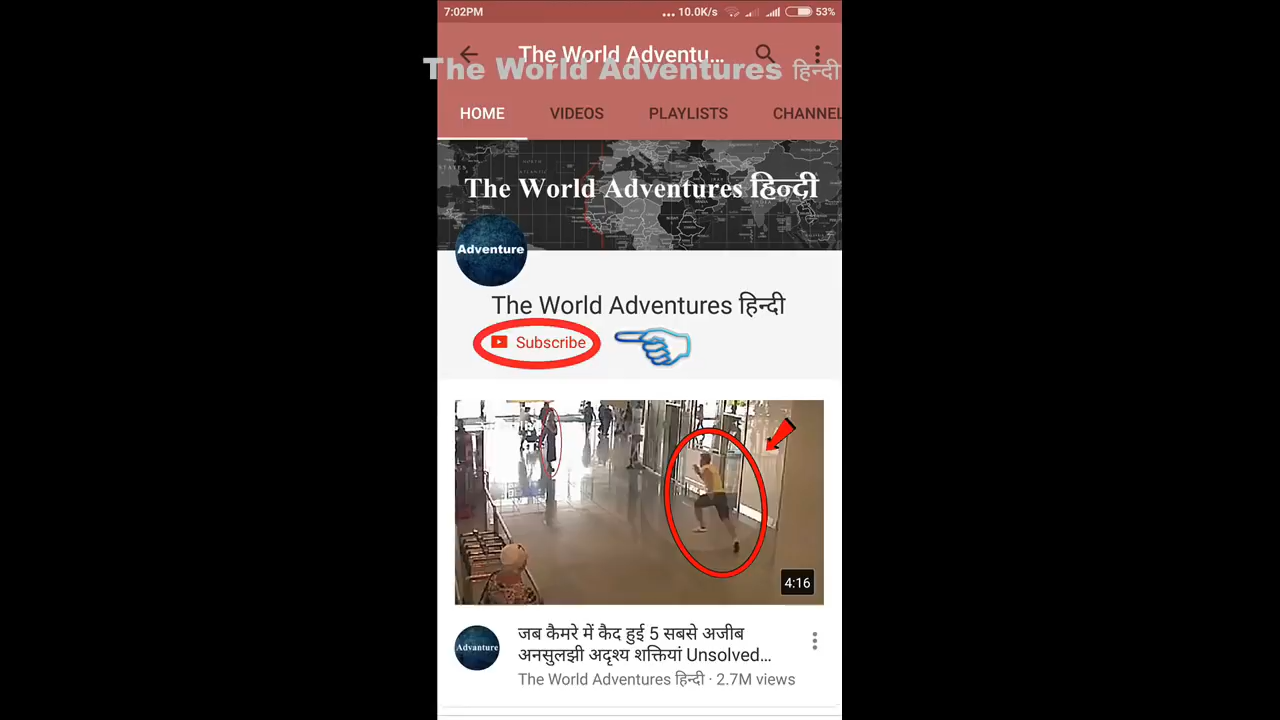 7:02PM ... 10.0K/s 53%
The World Adventu...
The World Adventures हिन्दी
HOME VIDEOS PLAYLISTS CHANNEL
The World Adventures हिन्दी
Adventure
The World Adventures हिन्दी
Subscribe
4:16
Advanture
जब कैमरे में कैद हुई 5 सबसे अजीब
अनसुलझी अदृश्य शक्तियां Unsolved...
The World Adventures हिन्दी · 2.7M views